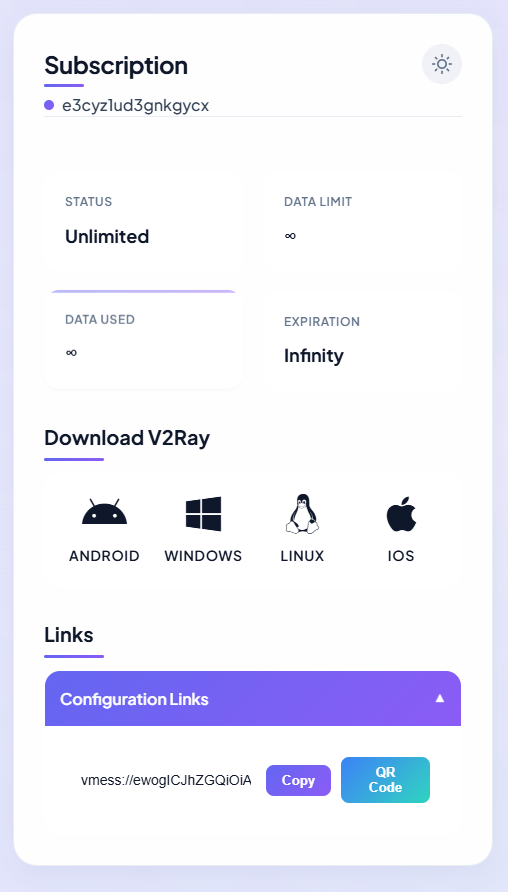 Subscription
e3cyz1ud3gnkgycx
STATUS
Unlimited
DATA LIMIT
∞
DATA USED
∞
EXPIRATION
Infinity
Download V2Ray
ANDROID
WINDOWS
LINUX
IOS
Links
Configuration Links
▲
vmess://ewogICJhZGQiOiA
Copy
QR
Code